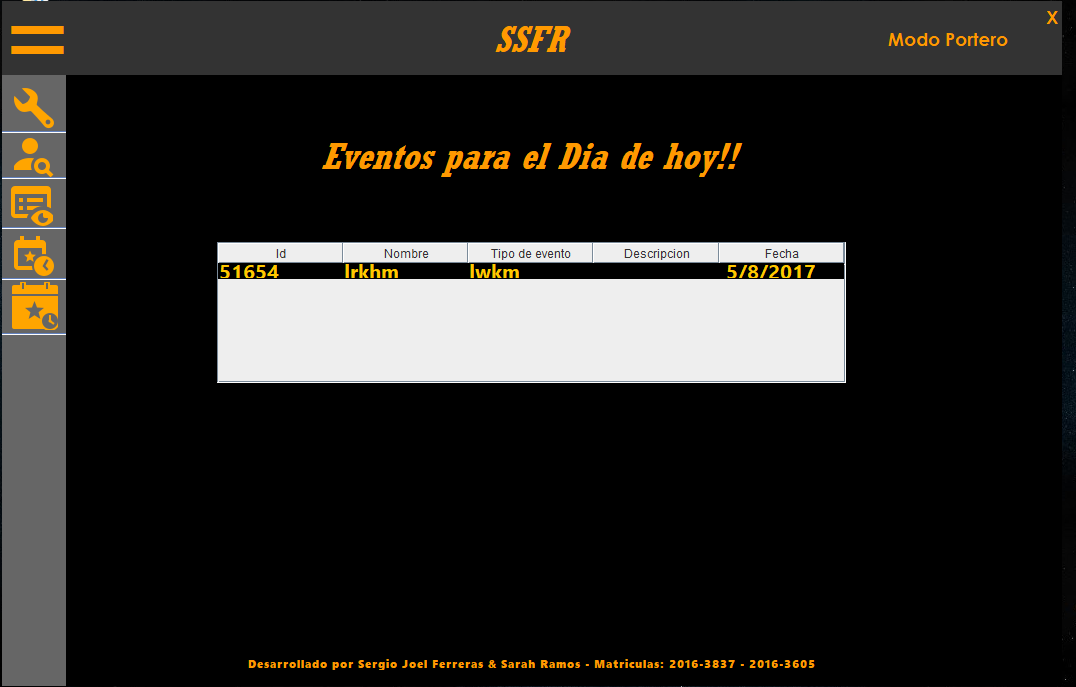 X
SSFR
Modo Portero
Eventos para el Dia de hoy!!
Id Nombre Tipo de evento Descripcion Fecha
51654 lrkhm lwkm 5/8/2017
Desarrollado por Sergio Joel Ferreras & Sarah Ramos - Matriculas: 2016-3837 - 2016-3605